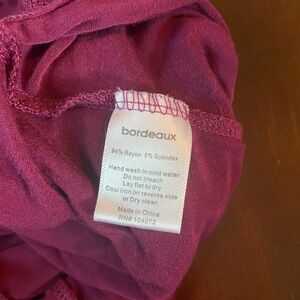 bordeaux
94% Rayon 6% Spandex
Hand wash in cold water
Do not bleach
Lay flat to dry
Cool iron on reverse side
or Dry clean
Made in China
RN# 104072